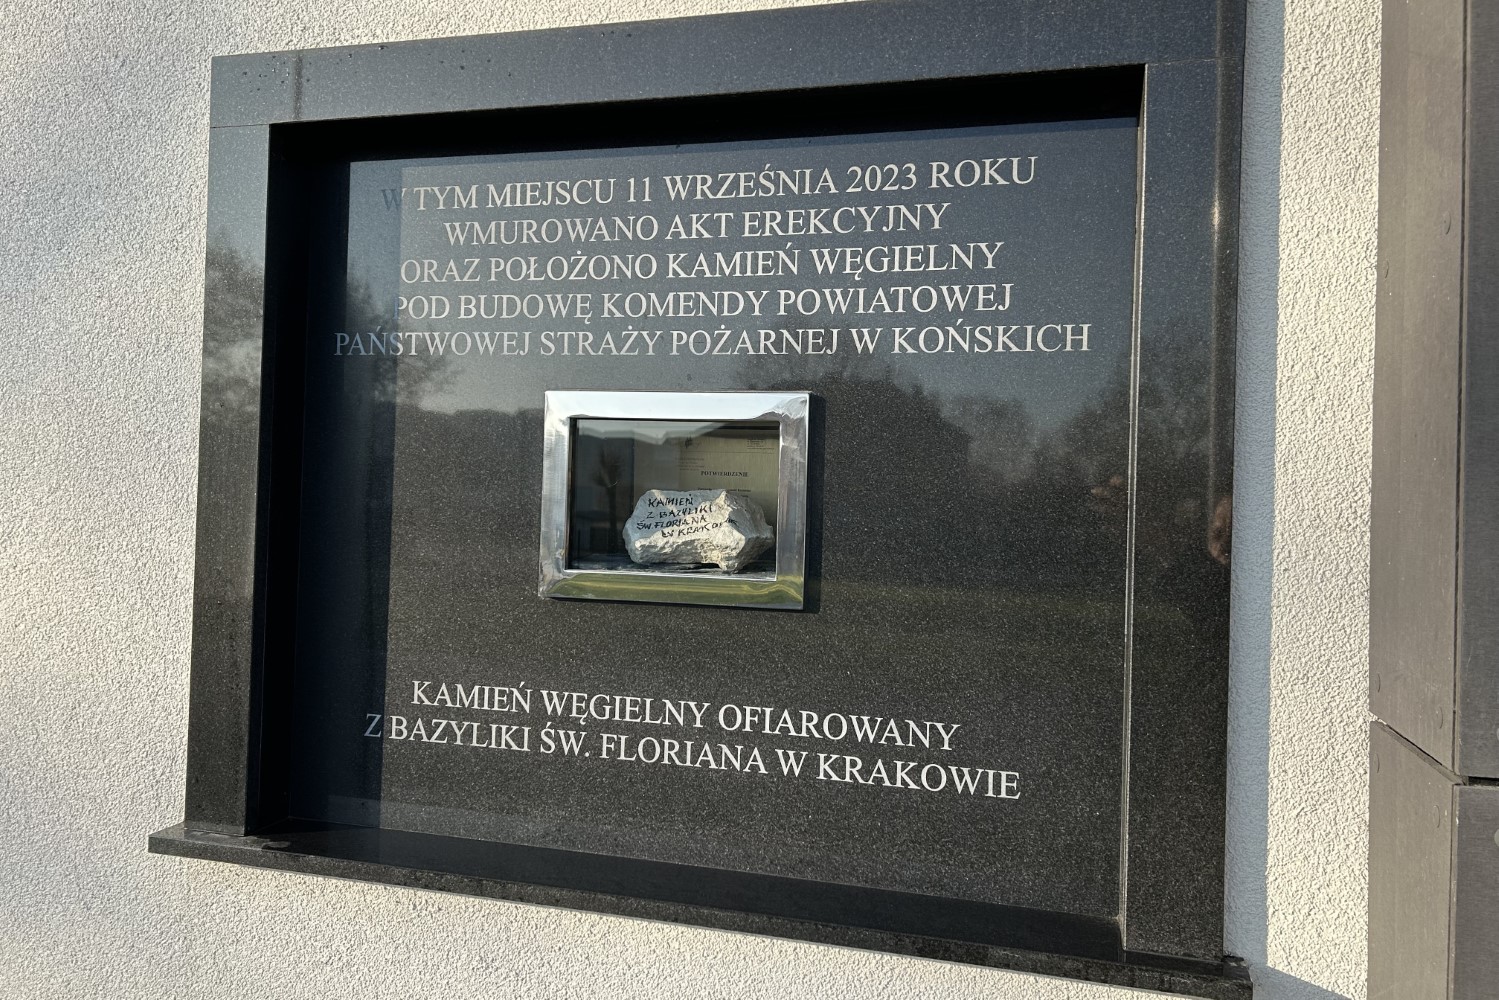 W TYM MIEJSCU 11 WRZEŚNIA 2023 ROKU
WMUROWANO AKT EREKCYJNY
ORAZ POŁOŻONO KAMIEŃ WĘGIELNY
POD BUDOWĘ KOMENDY POWIATOWEJ
PAŃSTWOWEJ STRAŻY POŻARNEJ W KOŃSKICH
POTWIERDZENIE
KAMIEŃ
Z BAZYLIKI
ŚW. FLORIANA
W KRAKOWIE
KAMIEŃ WĘGIELNY OFIAROWANY
Z BAZYLIKI ŚW. FLORIANA W KRAKOWIE